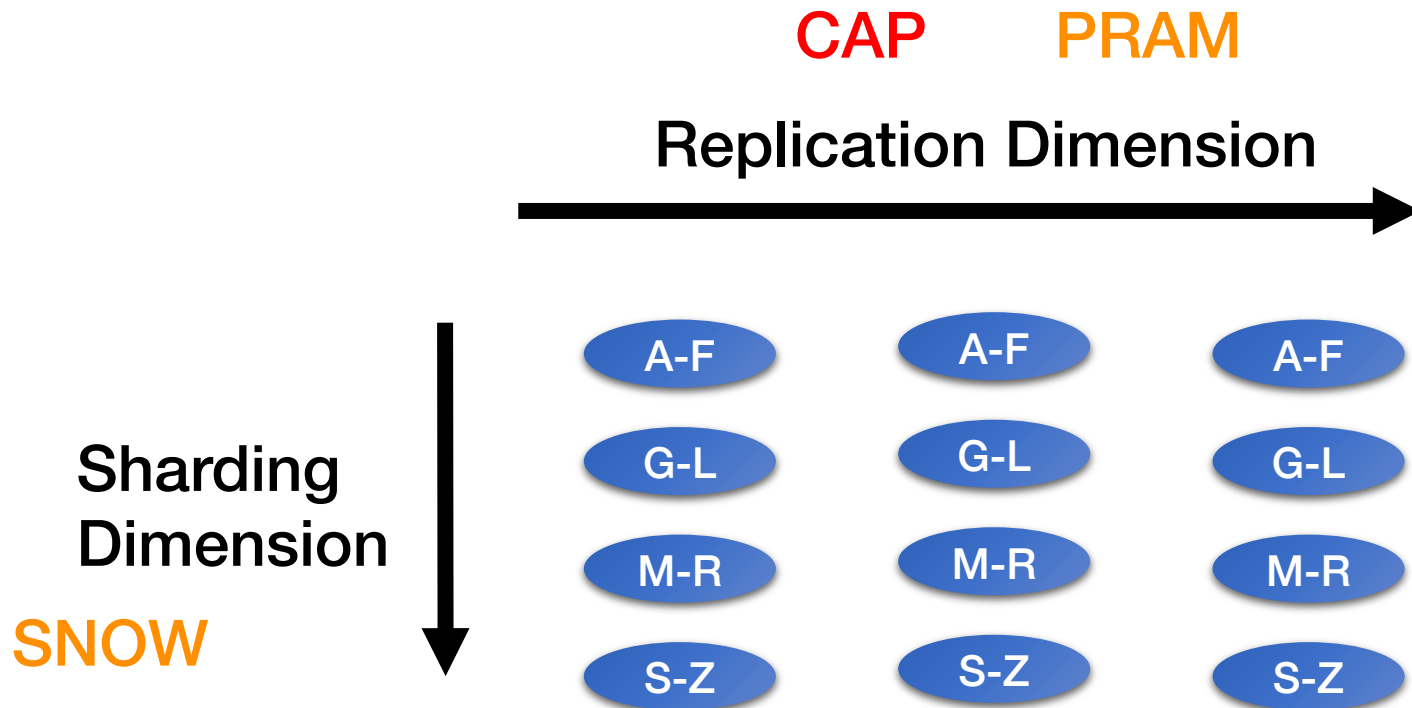 CAP PRAM
Replication Dimension
A-F A-F A-F
Sharding
Dimension
G-L G-L G-L
M-R M-R M-R
SNOW
S-Z S-Z S-Z